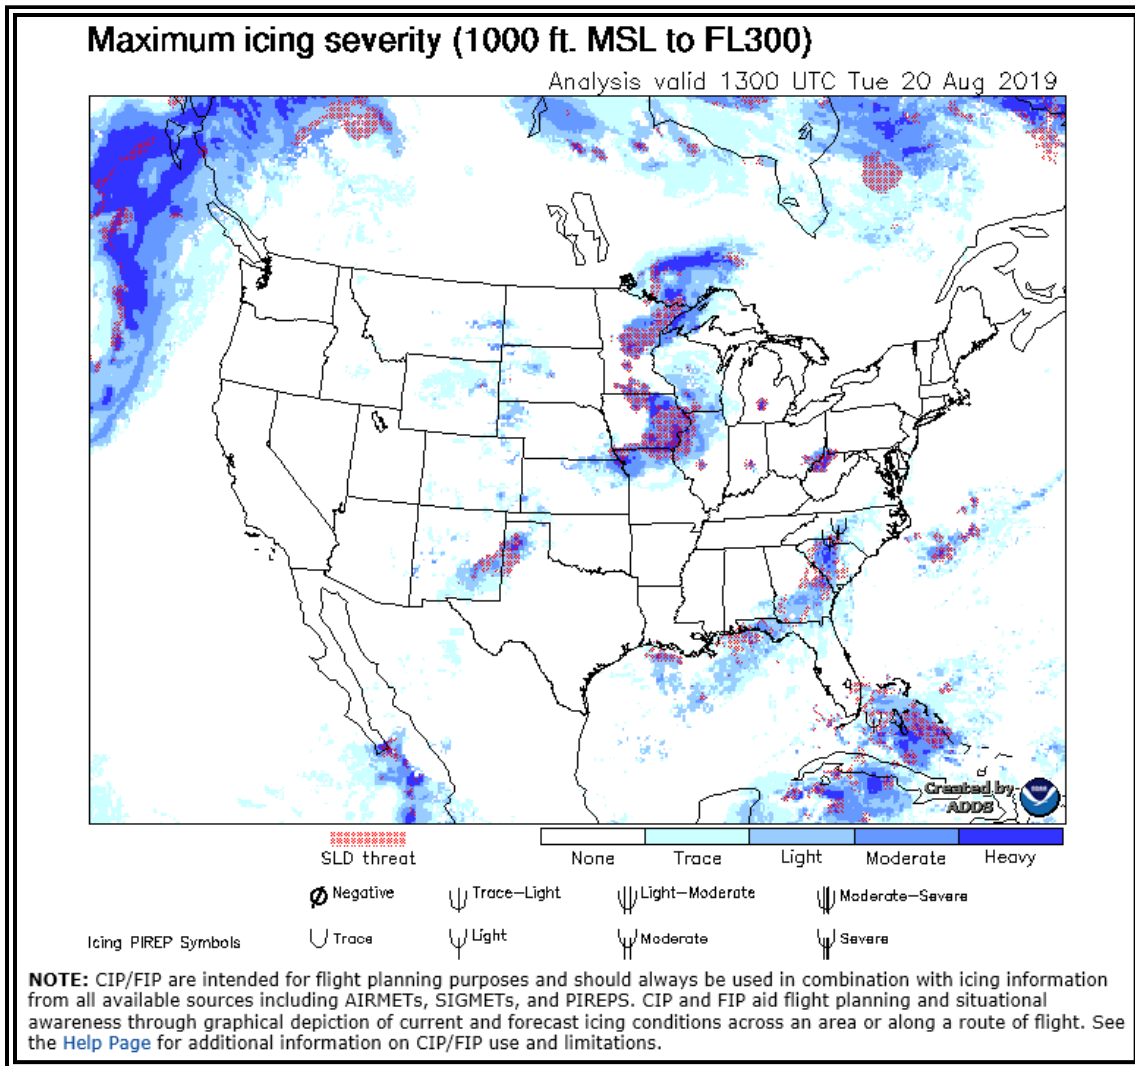 Maximum icing severity (1000 ft. MSL to FL300)
Analysis valid 1300 UTC Tue 20 Aug 2019
Created by
ADDS
SLD threat
None Trace Light Moderate Heavy
Negative Trace-Light Light-Moderate Moderate-Severe
Icing PIREP Symbols Trace Light Moderate Severe
NOTE: CIP/FIP are intended for flight planning purposes and should always be used in combination with icing information
from all available sources including AIRMETs, SIGMETs, and PIREPS. CIP and FIP aid flight planning and situational
awareness through graphical depiction of current and forecast icing conditions across an area or along a route of flight. See
the Help Page for additional information on CIP/FIP use and limitations.